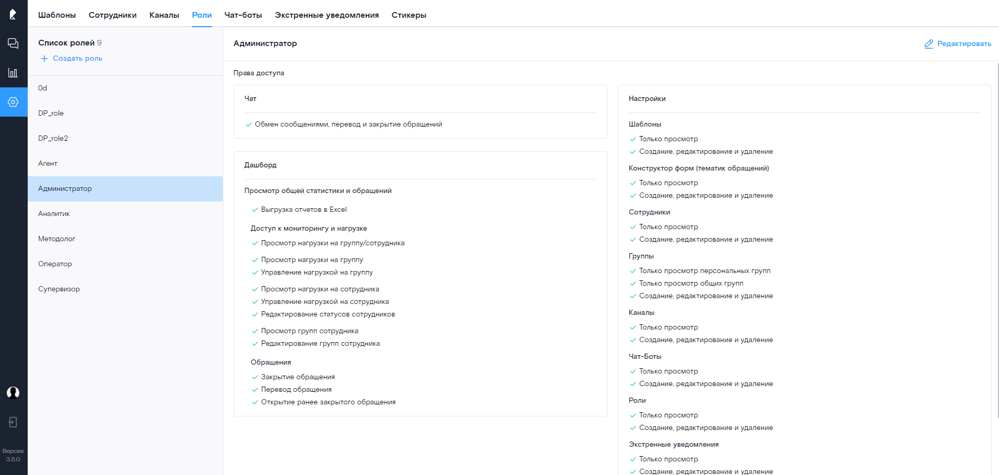 Шаблоны Сотрудники Каналы Роли Чат-боты Экстренные уведомления Стикеры
Список ролей 9
Создать роль
0d
DP_role
DP_role2
Агент
Администратор
Аналитик
Методолог
Оператор
Супервизор
Версия
3.5.0
Администратор
Редактировать
Права доступа
Чат
Обмен сообщениями, перевод и закрытие обращений
Дашборд
Просмотр общей статистики и обращений
Выгрузка отчетов в Excel
Доступ к мониторингу и нагрузке
Просмотр нагрузки на группу/сотрудника
Просмотр нагрузки на группу
Управление нагрузкой на группу
Просмотр нагрузки на сотрудника
Управление нагрузкой на сотрудника
Редактирование статусов сотрудников
Просмотр групп сотрудника
Редактирование групп сотрудника
Обращения
Закрытие обращения
Перевод обращения
Открытие ранее закрытого обращения
Настройки
Шаблоны
Только просмотр
Создание, редактирование и удаление
Конструктор форм (тематик обращений)
Только просмотр
Создание, редактирование и удаление
Сотрудники
Только просмотр
Создание, редактирование и удаление
Группы
Только просмотр персональных групп
Только просмотр общих групп
Создание, редактирование и удаление
Каналы
Только просмотр
Создание, редактирование и удаление
Чат-Боты
Только просмотр
Создание, редактирование и удаление
Роли
Только просмотр
Создание, редактирование и удаление
Экстренные уведомления
Только просмотр
Создание, редактирование и удаление